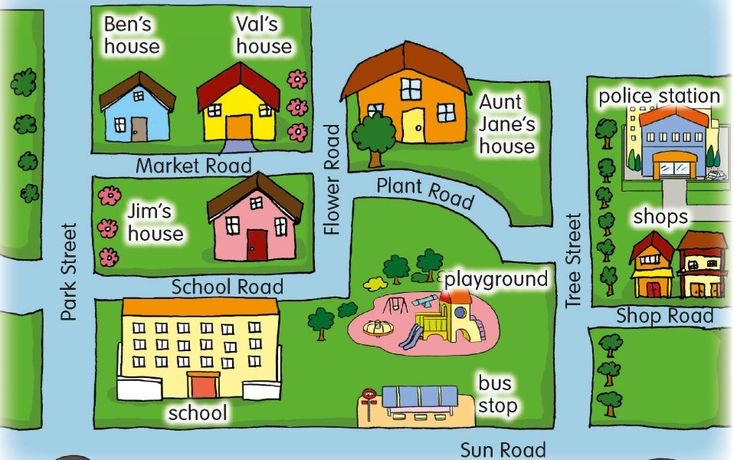 Ben's
house
Val's
house
Aunt
Jane's
house
police station
Market Road
Flower Road
Plant Road
Jim's
house
shops
Park Street
School Road
playground
Tree Street
Shop Road
school
bus
stop
Sun Road